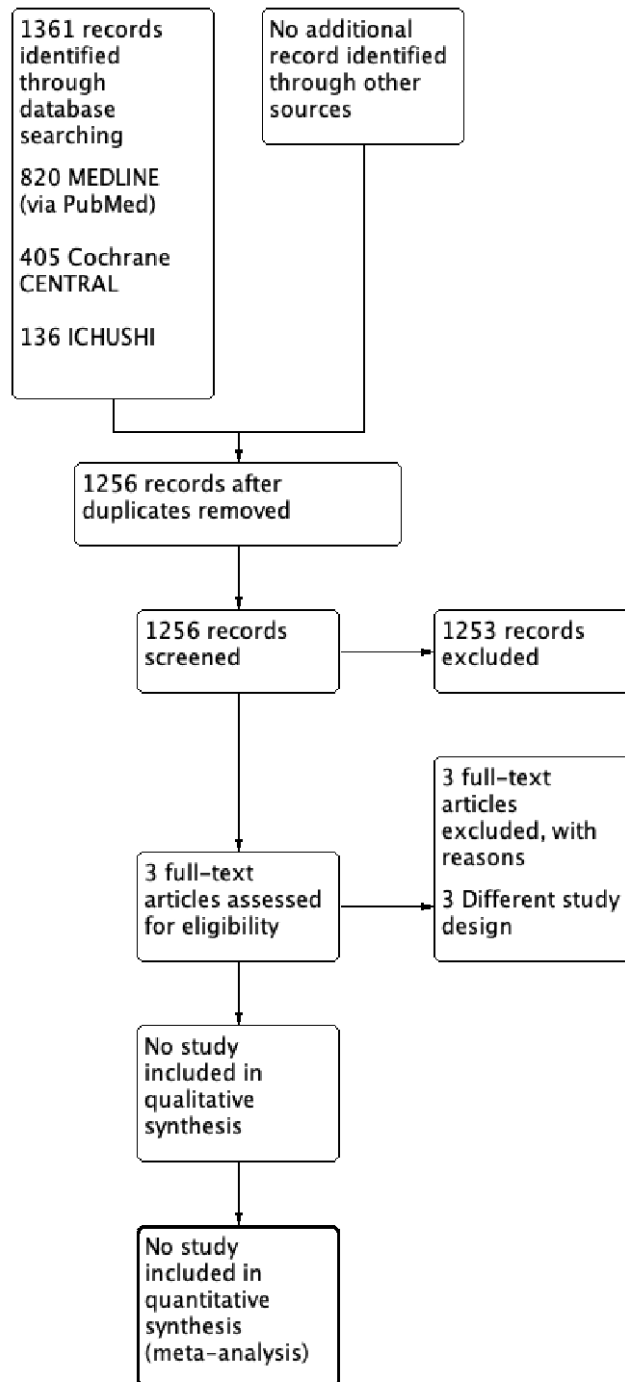 1361 records
identified
through
database
searching
820 MEDLINE
(via PubMed)
405 Cochrane
CENTRAL
136 ICHUSHI
No additional
record identified
through other
sources
1256 records after
duplicates removed
1256 records
screened
1253 records
excluded
3 full-text
articles assessed
for eligibility
3 full-text
articles
excluded, with
reasons
3 Different study
design
No study
included in
qualitative
synthesis
No study
included in
quantitative
synthesis
(meta-analysis)